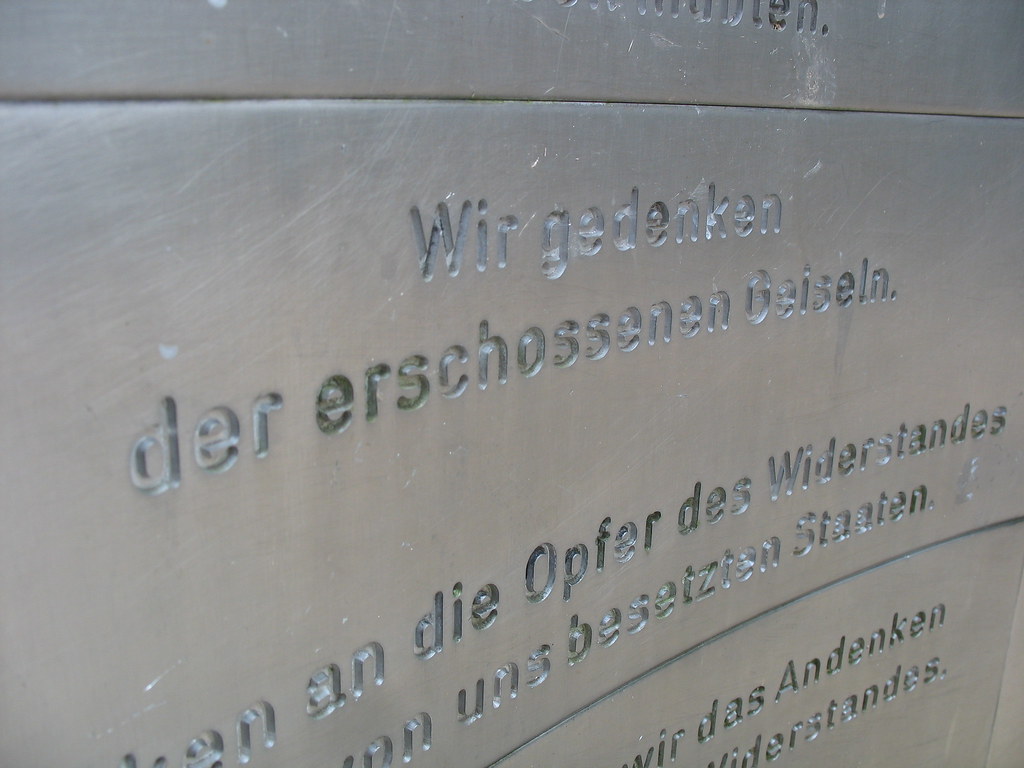 Wir gedenken
der erschossenen Geiseln.
an die Opfer des Widerstandes
uns besetzten Staaten.
wir das Andenken
Widerstandes.